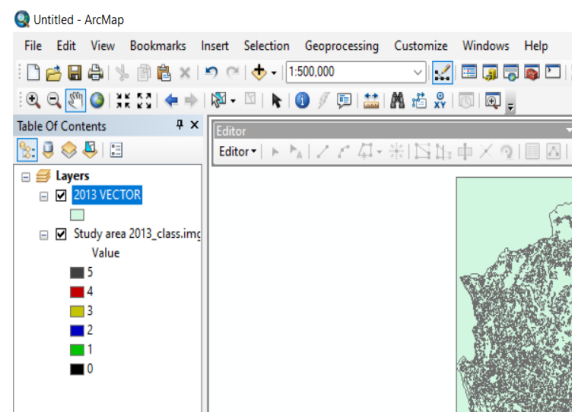 Untitled - ArcMap
File Edit View Bookmarks Insert Selection Geoprocessing Customize Windows Help
1:500,000
Table Of Contents
Editor
Editor
Layers
2013 VECTOR
Study area 2013_class.img
Value
5
4
3
2
1
0